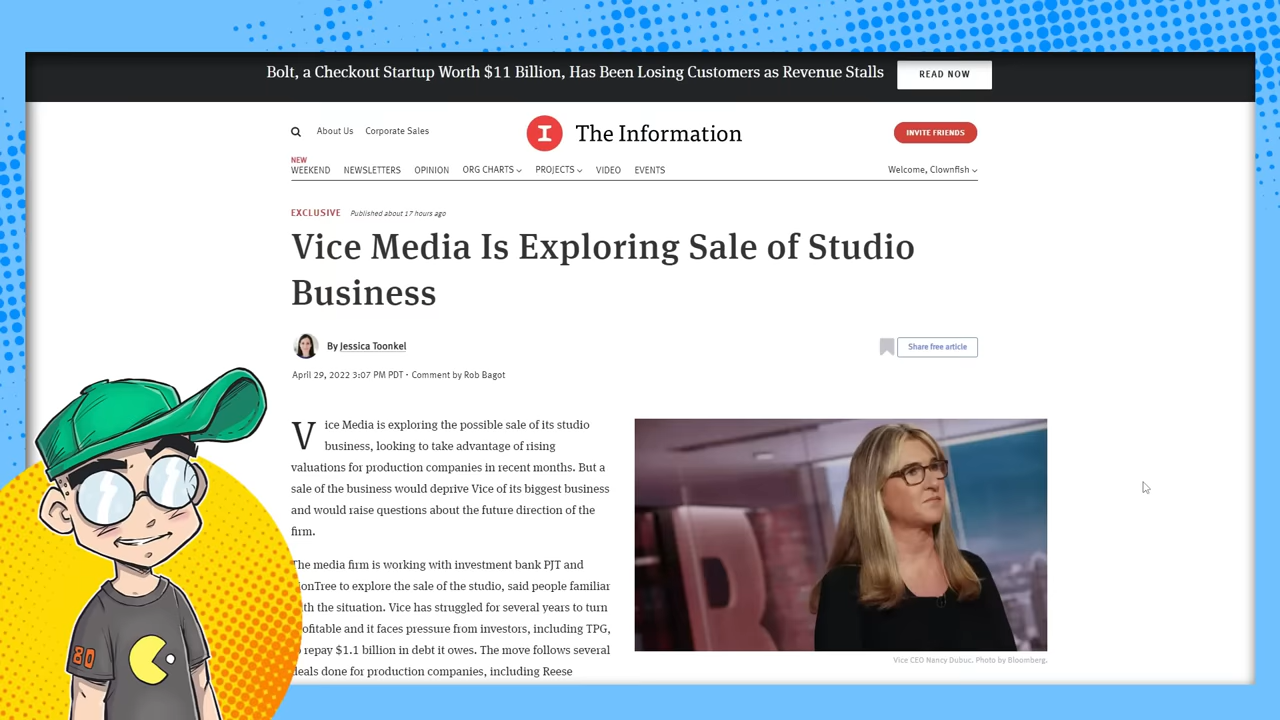 Bolt, a Checkout Startup Worth $11 Billion, Has Been Losing Customers as Revenue Stalls
READ NOW
About Us Corporate Sales
I The Information
INVITE FRIENDS
NEW
WEEKEND NEWSLETTERS OPINION ORG CHARTS PROJECTS VIDEO EVENTS
Welcome, Clownfish
EXCLUSIVE Published about 17 hours ago
Vice Media Is Exploring Sale of Studio
Business
By Jessica Toonkel
Share free article
April 29, 2022 3:07 PM PDT · Comment by Rob Bagot
Vice Media is exploring the possible sale of its studio
business, looking to take advantage of rising
valuations for production companies in recent months. But a
sale of the business would deprive Vice of its biggest business
and would raise questions about the future direction of the
firm.
The media firm is working with investment bank PJT and
ionTree to explore the sale of the studio, said people familiar
th the situation. Vice has struggled for several years to turn
rofitable and it faces pressure from investors, including TPG,
repay $1.1 billion in debt it owes. The move follows several
deals done for production companies, including Reese
Vice CEO Nancy Dubuc. Photo by Bloomberg.
80